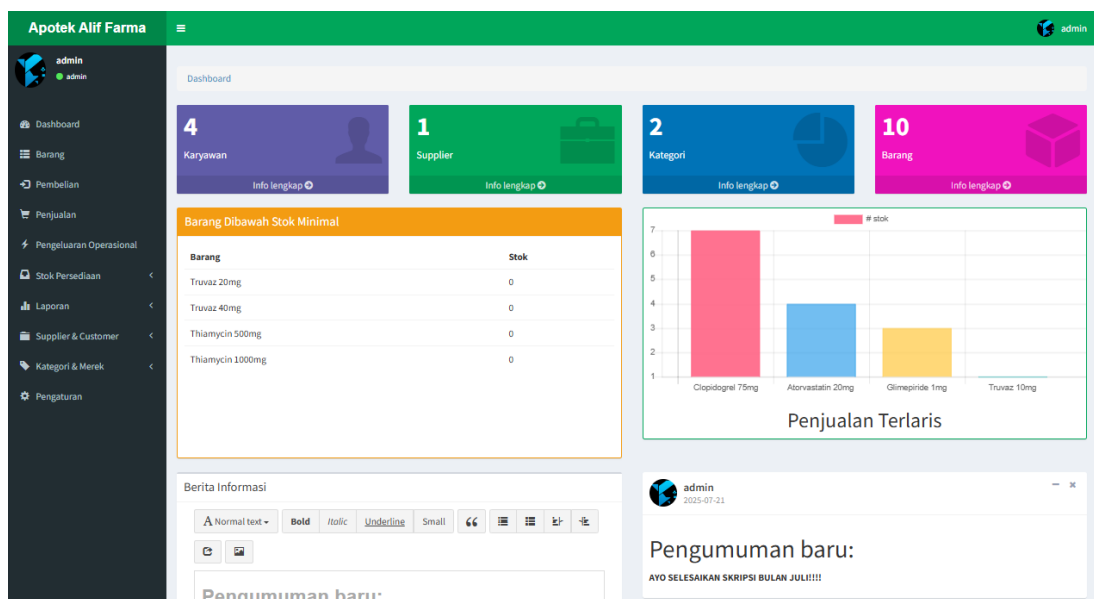 Apotek Alif Farma
admin
admin
admin
Dashboard
Barang
Pembelian
Penjualan
Pengeluaran Operasional
Stok Persediaan
Laporan
Supplier & Customer
Kategori & Merek
Pengaturan
Dashboard
4
Karyawan
Info lengkap
1
Supplier
Info lengkap
2
Kategori
Info lengkap
10
Barang
Info lengkap
Barang Dibawah Stok Minimal
Barang Stok
Truvaz 20mg 0
Truvaz 40mg 0
Thiamycin 500mg 0
Thiamycin 1000mg 0
# stok
7
6
5
4
3
2
1
Clopidogrel 75mg Atorvastatin 20mg Glimepiride 1mg Truvaz 10mg
Penjualan Terlaris
Berita Informasi
A Normal text Bold Italic Underline Small
Pengumuman baru:
admin
2025-07-21
Pengumuman baru:
AYO SELESAIKAN SKRIPSI BULAN JULI!!!!